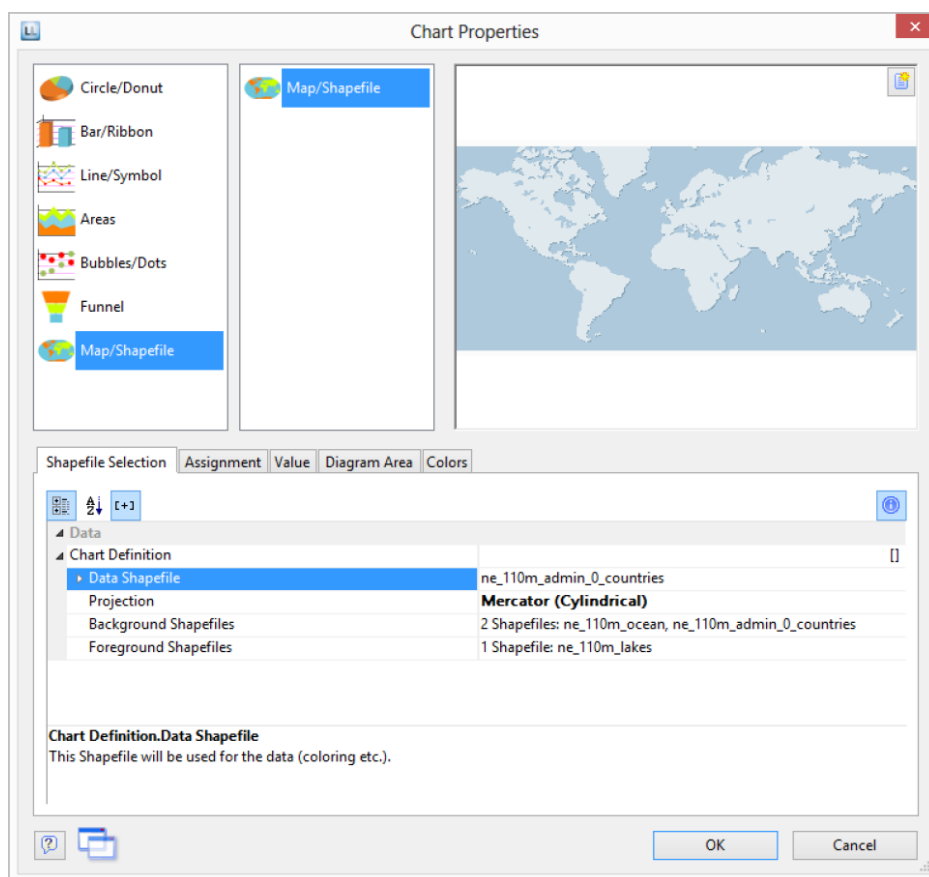 LL
Chart Properties
Circle/Donut
Bar/Ribbon
Line/Symbol
Areas
Bubbles/Dots
Funnel
Map/Shapefile
Map/Shapefile
Shapefile Selection Assignment Value Diagram Area Colors
A
Z
[+]
Data
Chart Definition []
Data Shapefile ne_110m_admin_0_countries
Projection Mercator (Cylindrical)
Background Shapefiles 2 Shapefiles: ne_110m_ocean, ne_110m_admin_0_countries
Foreground Shapefiles 1 Shapefile: ne_110m_lakes
Chart Definition.Data Shapefile
This Shapefile will be used for the data (coloring etc.).
? OK Cancel